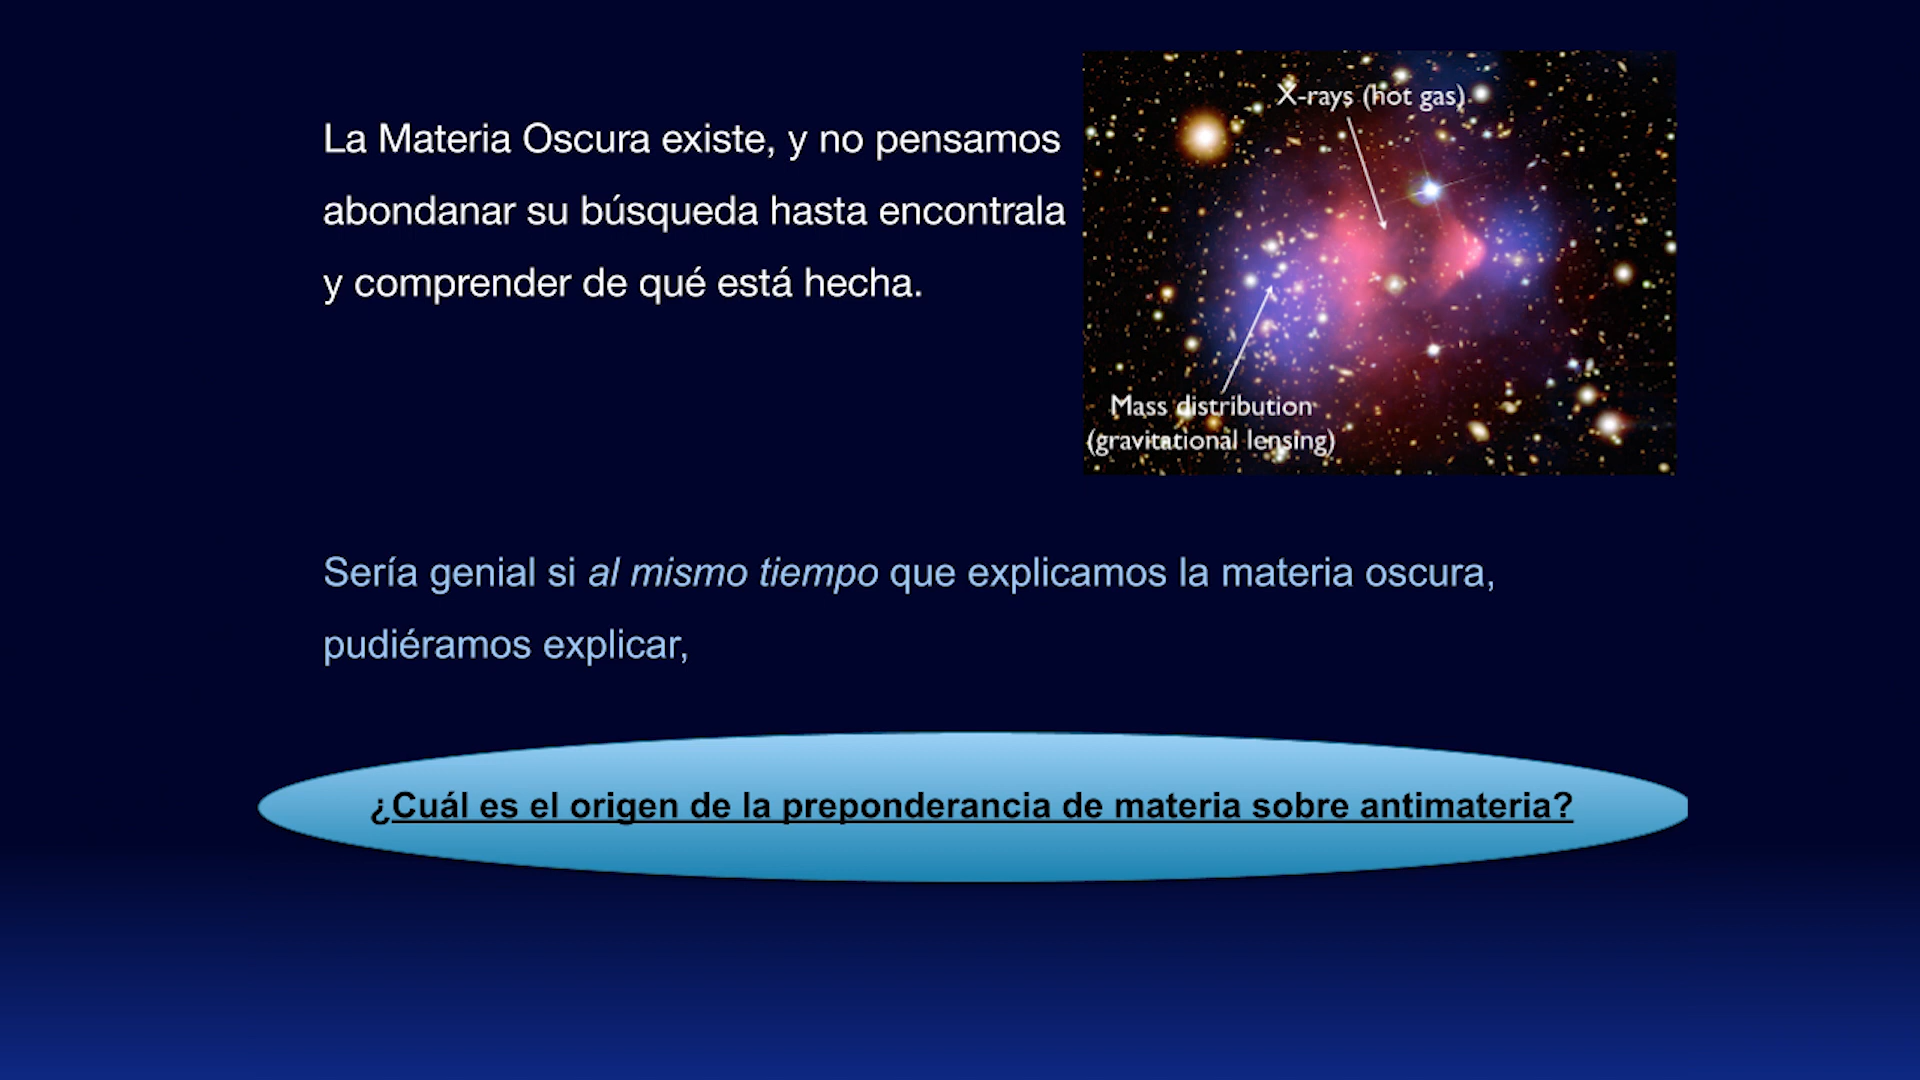 La Materia Oscura existe, y no pensamos
abondanar su búsqueda hasta encontrala
y comprender de qué está hecha.
X-rays (hot gas)
Mass distribution
(gravitational lensing)
Sería genial si al mismo tiempo que explicamos la materia oscura,
pudiéramos explicar,
¿Cuál es el origen de la preponderancia de materia sobre antimateria?